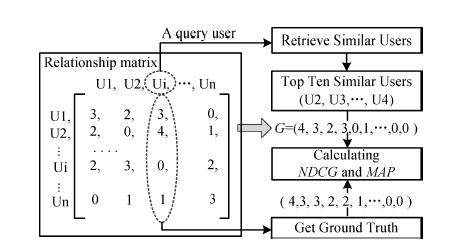 A query user
Retrieve Similar Users
Relationship matrix
U1, U2, Ui, ···, Un
Top Ten Similar Users
(U2, U3,···, U4)
U1, 3, 2, 3, 0,
U2, 2, 0, 4, 1,
⋮ ····
Ui 2, 3, 0, 2,
⋮
Un 0 1 1 3
G=(4, 3, 2, 3,0,1,···,0,0 )
Calculating
NDCG and MAP
( 4,3, 3, 2, 2, 1,···,0,0 )
Get Ground Truth